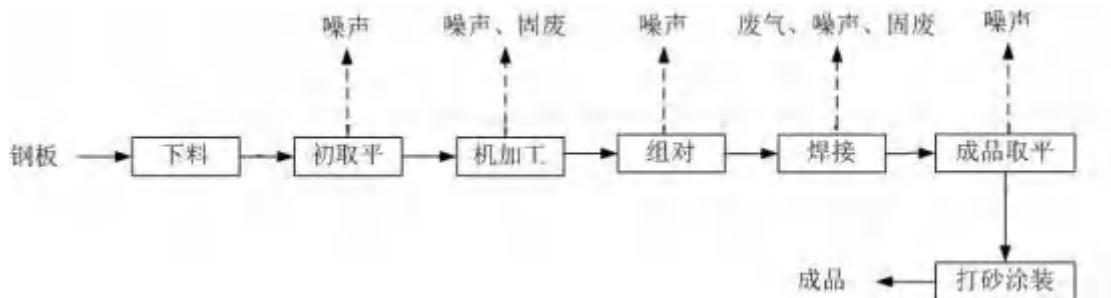 噪声 噪声、固废 噪声 废气、噪声、固废 噪声
钢板 下料 初取平 机加工 组对 焊接 成品取平
成品 打砂涂装